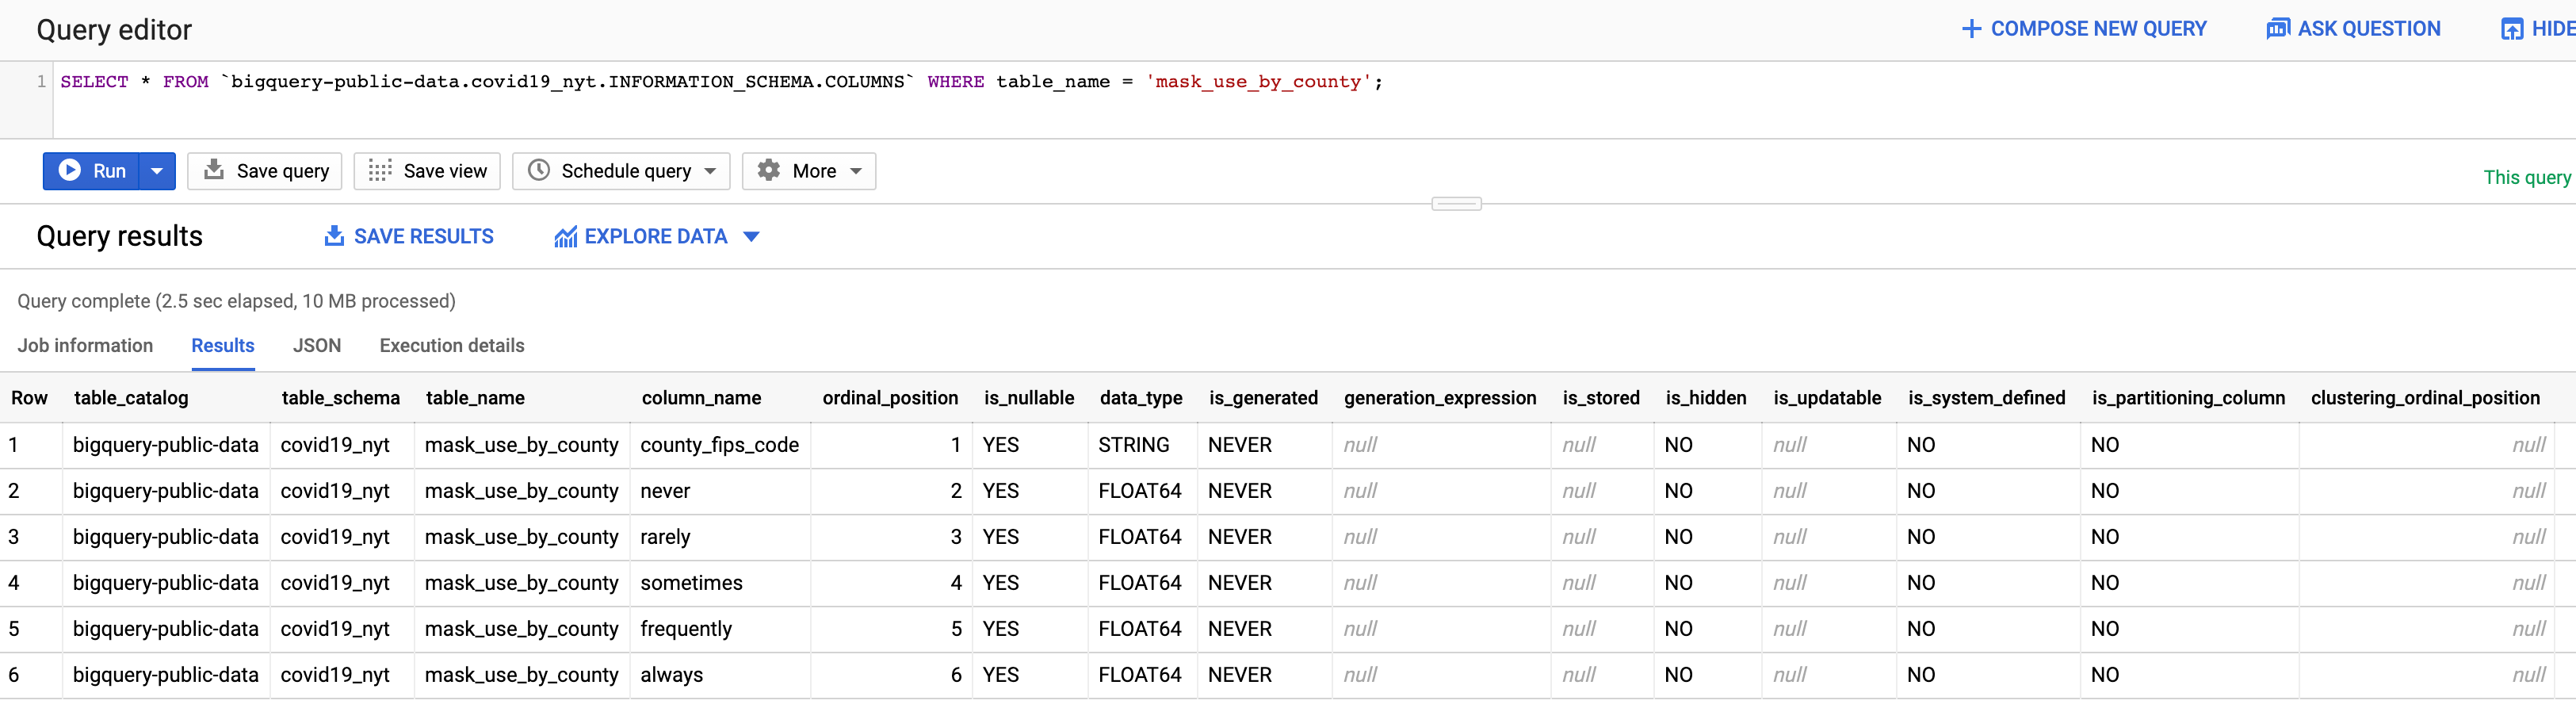 Query editor
COMPOSE NEW QUERY ASK QUESTION HIDE
1 SELECT * FROM `bigquery-public-data.covid19_nyt.INFORMATION_SCHEMA.COLUMNS` WHERE table_name = 'mask_use_by_county';
Run Save query Save view Schedule query More
This query
Query results SAVE RESULTS EXPLORE DATA
Query complete (2.5 sec elapsed, 10 MB processed)
Job information Results JSON Execution details
Row table_catalog table_schema table_name column_name ordinal_position is_nullable data_type is_generated generation_expression is_stored is_hidden is_updatable is_system_defined is_partitioning_column clustering_ordinal_position
1 bigquery-public-data covid19_nyt mask_use_by_county county_fips_code 1 YES STRING NEVER null null NO null NO NO null
2 bigquery-public-data covid19_nyt mask_use_by_county never 2 YES FLOAT64 NEVER null null NO null NO NO null
3 bigquery-public-data covid19_nyt mask_use_by_county rarely 3 YES FLOAT64 NEVER null null NO null NO NO null
4 bigquery-public-data covid19_nyt mask_use_by_county sometimes 4 YES FLOAT64 NEVER null null NO null NO NO null
5 bigquery-public-data covid19_nyt mask_use_by_county frequently 5 YES FLOAT64 NEVER null null NO null NO NO null
6 bigquery-public-data covid19_nyt mask_use_by_county always 6 YES FLOAT64 NEVER null null NO null NO NO null